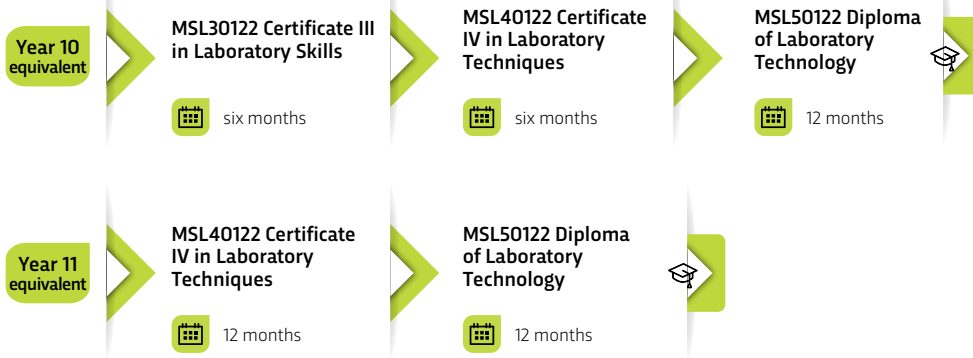 Year 10
equivalent
MSL30122 Certificate III
in Laboratory Skills
six months
MSL40122 Certificate
IV in Laboratory
Techniques
six months
MSL50122 Diploma
of Laboratory
Technology
12 months
Year 11
equivalent
MSL40122 Certificate
IV in Laboratory
Techniques
12 months
MSL50122 Diploma
of Laboratory
Technology
12 months